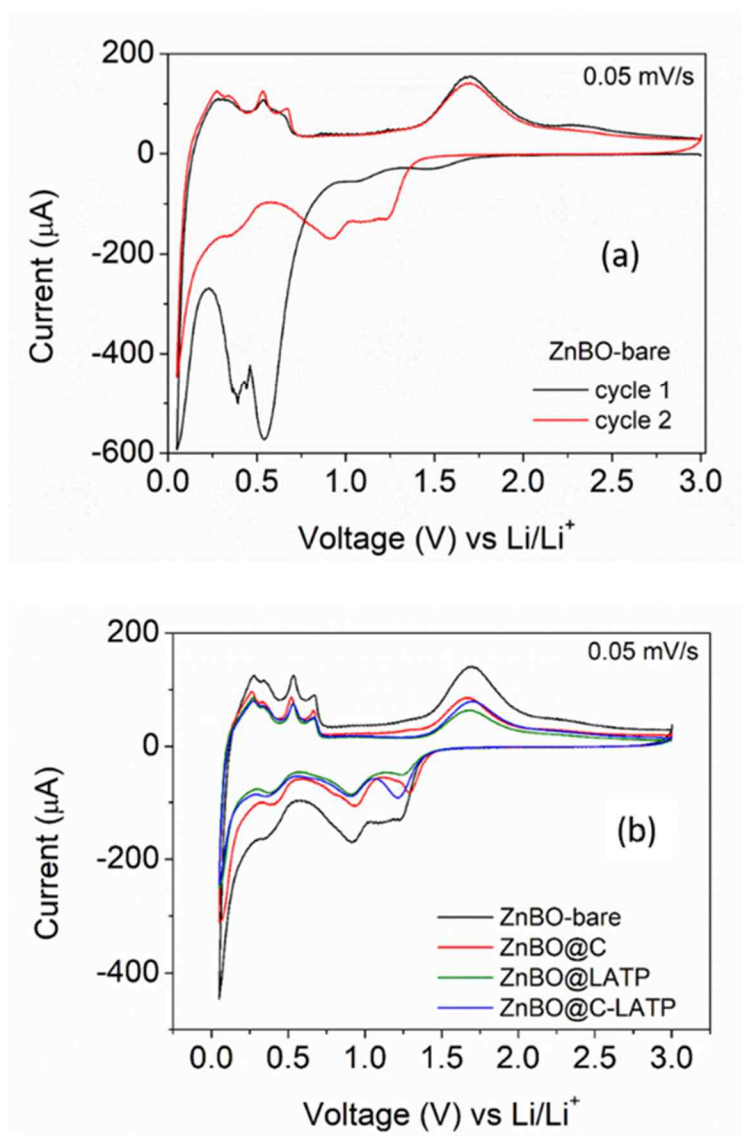 200
0.05 mV/s
0
-200
(a)
Current (μA)
-400
ZnBO-bare
cycle 1
cycle 2
-600
0.0 0.5 1.0 1.5 2.0 2.5 3.0
Voltage (V) vs Li/Li⁺
200
0.05 mV/s
0
-200
(b)
Current (μA)
-400
ZnBO-bare
ZnBO@C
ZnBO@LATP
ZnBO@C-LATP
0.0 0.5 1.0 1.5 2.0 2.5 3.0
Voltage (V) vs Li/Li⁺